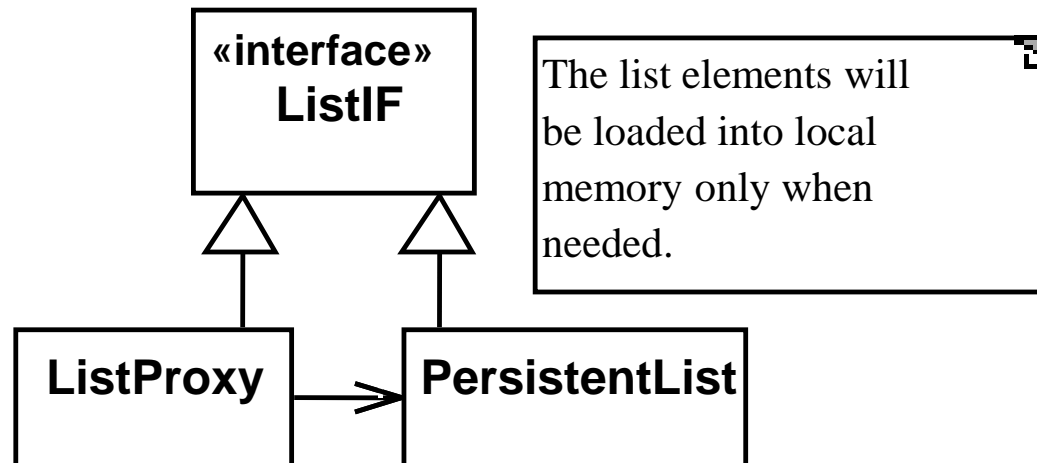 «interface»
ListIF
The list elements will
be loaded into local
memory only when
needed.
ListProxy
PersistentList